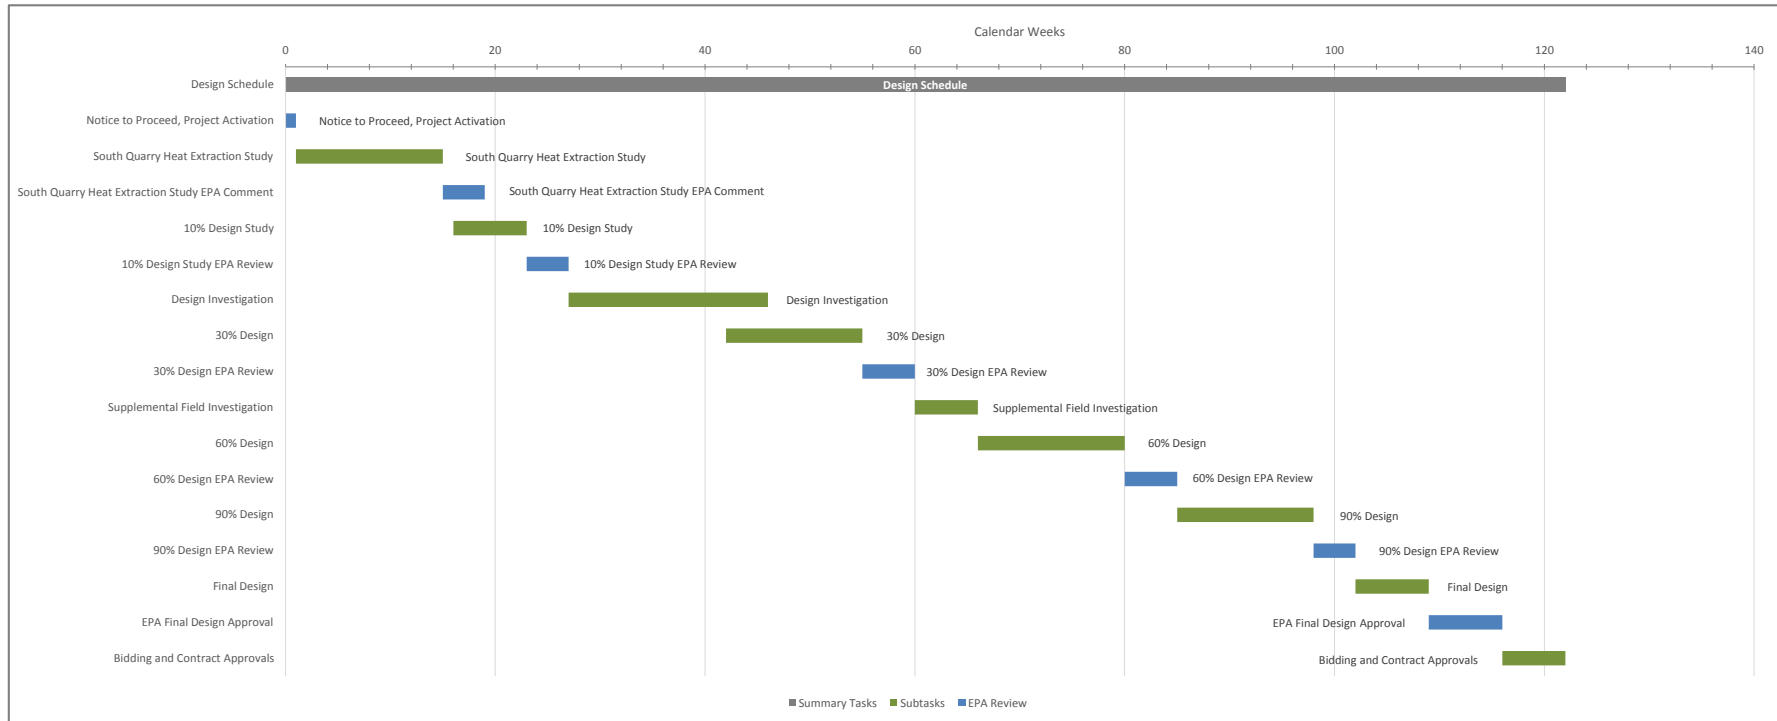 Calendar Weeks
0 20 40 60 80 100 120 140
Design Schedule Design Schedule
Notice to Proceed, Project Activation Notice to Proceed, Project Activation
South Quarry Heat Extraction Study South Quarry Heat Extraction Study
South Quarry Heat Extraction Study EPA Comment South Quarry Heat Extraction Study EPA Comment
10% Design Study 10% Design Study
10% Design Study EPA Review 10% Design Study EPA Review
Design Investigation Design Investigation
30% Design 30% Design
30% Design EPA Review 30% Design EPA Review
Supplemental Field Investigation Supplemental Field Investigation
60% Design 60% Design
60% Design EPA Review 60% Design EPA Review
90% Design 90% Design
90% Design EPA Review 90% Design EPA Review
Final Design Final Design
EPA Final Design Approval EPA Final Design Approval
Bidding and Contract Approvals Bidding and Contract Approvals
Summary Tasks Subtasks EPA Review